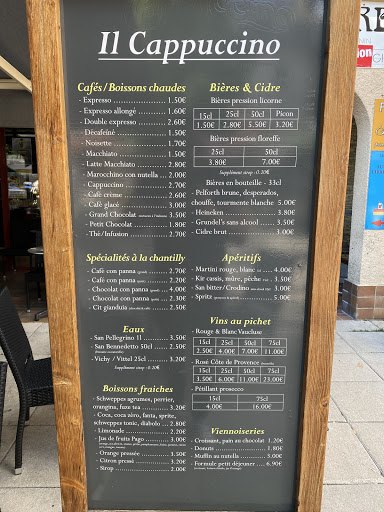 Il Cappuccino
Cafés / Boissons chaudes
- Expresso 1.50€
- Expresso allongé 1.60€
- Double expresso 2.60€
- Décafeiné 1.50€
- Noisette 1.70€
- Macchiato 1.50€
- Latte Macchiato 2.80€
- Marocchino con nutella 2.00€
- Cappuccino 2.70€
- Café crème 2.60€
- Café glacé 3.00€
- Grand Chocolat 3.50€
- Petit Chocolat 1.80€
- Thé/Infusion 2.70€
Spécialités à la chantilly
- Café con panna 2.70€
- Café con panna 2.20€
- Chocolat con panna 4.00€
- Chocolat con panna 2.30€
- Cit gianduia 2.50€
Eaux
- San Pellegrino 1l 3.50€
- San Bennedetto 50cl 2.50€
- Vichy / Vittel 25cl 3.20€
Supplément sirop : 0.20€
Boissons fraiches
- Schweppes agrumes, perrier,
orangina, fuze tea 3.20€
- Coca, coca zéro, fanta, sprite,
schweppes tonic, diabolo 2.80€
- Limonade 2.20€
- Jus de fruits Pago 3.00€
- Orange pressée 3.50€
- Citron pressé 3.20€
- Sirop 2.00€
Bières & Cidre
Bières pression licorne
15cl 25cl 50cl Picon
1.50€ 2.80€ 5.50€ 3.20€
Bières pression floreffe
25cl 50cl
3.80€ 7.00€
Supplément sirop : 0.20€
Bières en bouteille - 33cl
- Pelforth brune, desperados,
chouffe, tourmente blanche 5.00€
- Heineken 3.80€
- Grundel's sans alcool 3.50€
- Cidre brut 3.00€
Apéritifs
- Martini rouge, blanc 4.00€
- Kir cassis, mûre, pêche 3.50€
- San bitter / Crodino 3.00€
- Spritz 5.00€
Vins au pichet
- Rouge & Blanc Vaucluse
15cl 25cl 50cl 75cl
2.50€ 4.00€ 7.00€ 11.00€
- Rosé Côte de Provence
15cl 25cl 50cl 75cl
3.50€ 6.00€ 11.00€ 23.00€
- Pétillant prosecco
15cl 75cl
4.00€ 16.00€
Viennoiseries
- Croissant, pain au chocolat 1.20€
- Donuts 1.80€
- Muffin au nutella 3.00€
- Formule petit déjeuner 6.90€